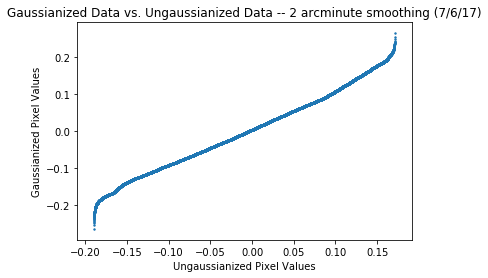 Gaussianized Data vs. Ungaussianized Data -- 2 arcminute smoothing (7/6/17)
Gaussianized Pixel Values
0.2
0.1
0.0
−0.1
−0.2
−0.20 −0.15 −0.10 −0.05 0.00 0.05 0.10 0.15
Ungaussianized Pixel Values